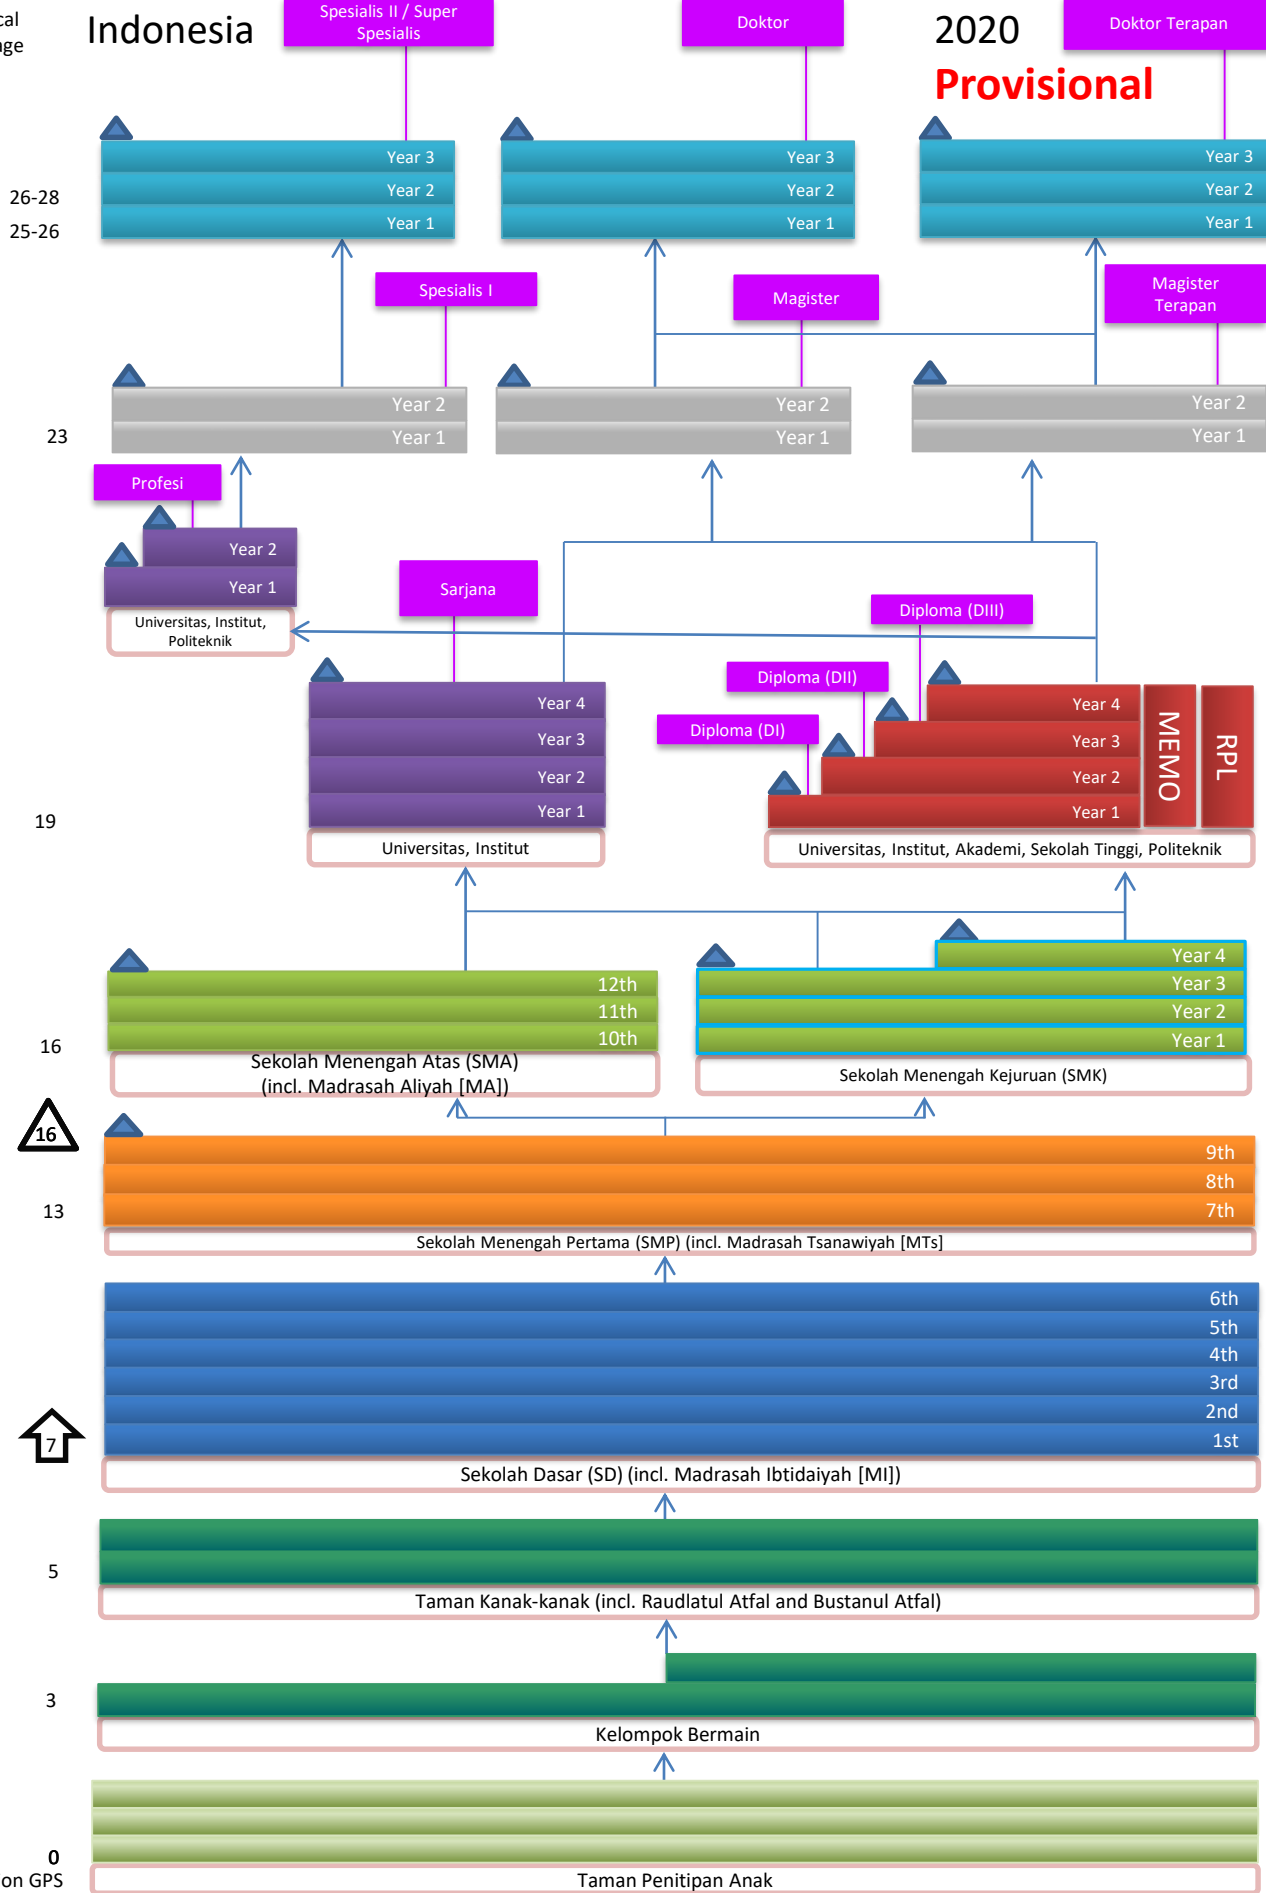 cal
age
Indonesia
Spesialis II / Super
Spesialis
Doktor
2020
Provisional
Doktor Terapan
Year 3
Year 2
Year 1
Year 3
Year 2
Year 1
Year 3
Year 2
Year 1
26-28
25-26
Spesialis I
Magister
Magister
Terapan
Year 2
Year 1
Year 2
Year 1
Year 2
Year 1
23
Profesi
Year 2
Year 1
Universitas, Institut,
Politeknik
Sarjana
Diploma (DIII)
Diploma (DII)
Diploma (DI)
Year 4
Year 3
Year 2
Year 1
Year 4
Year 3
Year 2
Year 1
MEMO
RPL
19
Universitas, Institut
Universitas, Institut, Akademi, Sekolah Tinggi, Politeknik
12th
11th
10th
Year 4
Year 3
Year 2
Year 1
16
Sekolah Menengah Atas (SMA)
(incl. Madrasah Aliyah [MA])
Sekolah Menengah Kejuruan (SMK)
16
9th
8th
7th
13
Sekolah Menengah Pertama (SMP) (incl. Madrasah Tsanawiyah [MTs]
6th
5th
4th
3rd
2nd
1st
7
Sekolah Dasar (SD) (incl. Madrasah Ibtidaiyah [MI])
5
Taman Kanak-kanak (incl. Raudlatul Atfal and Bustanul Atfal)
3
Kelompok Bermain
0
on GPS
Taman Penitipan Anak